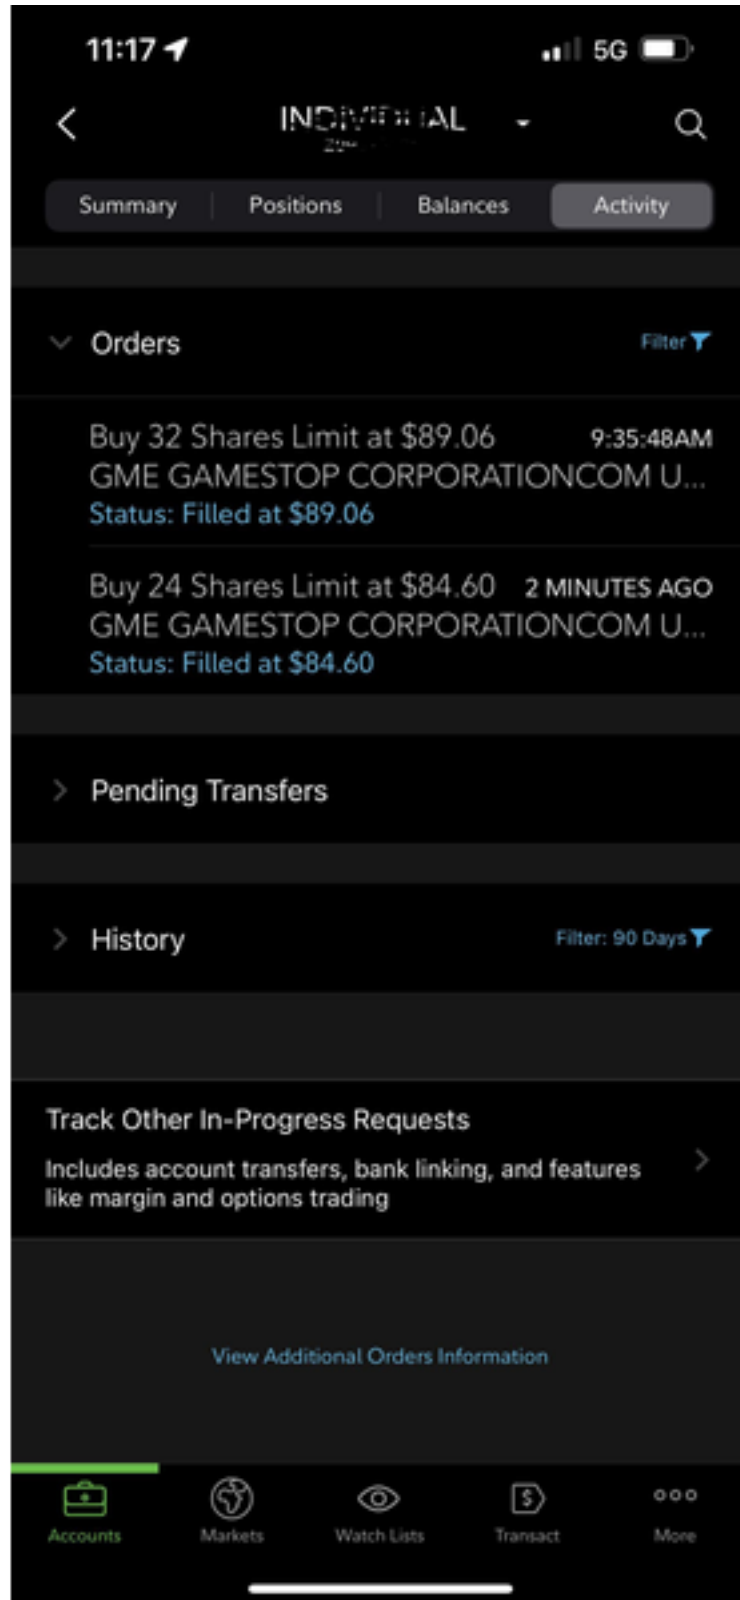 11:17
5G
INDIVIDUAL
Summary
Positions
Balances
Activity
Orders
Filter
Buy 32 Shares Limit at $89.06
9:35:48AM
GME GAMESTOP CORPORATIONCOM U...
Status: Filled at $89.06
Buy 24 Shares Limit at $84.60
2 MINUTES AGO
GME GAMESTOP CORPORATIONCOM U...
Status: Filled at $84.60
Pending Transfers
History
Filter: 90 Days
Track Other In-Progress Requests
Includes account transfers, bank linking, and features
like margin and options trading
View Additional Orders Information
Accounts
Markets
Watch Lists
Transact
More